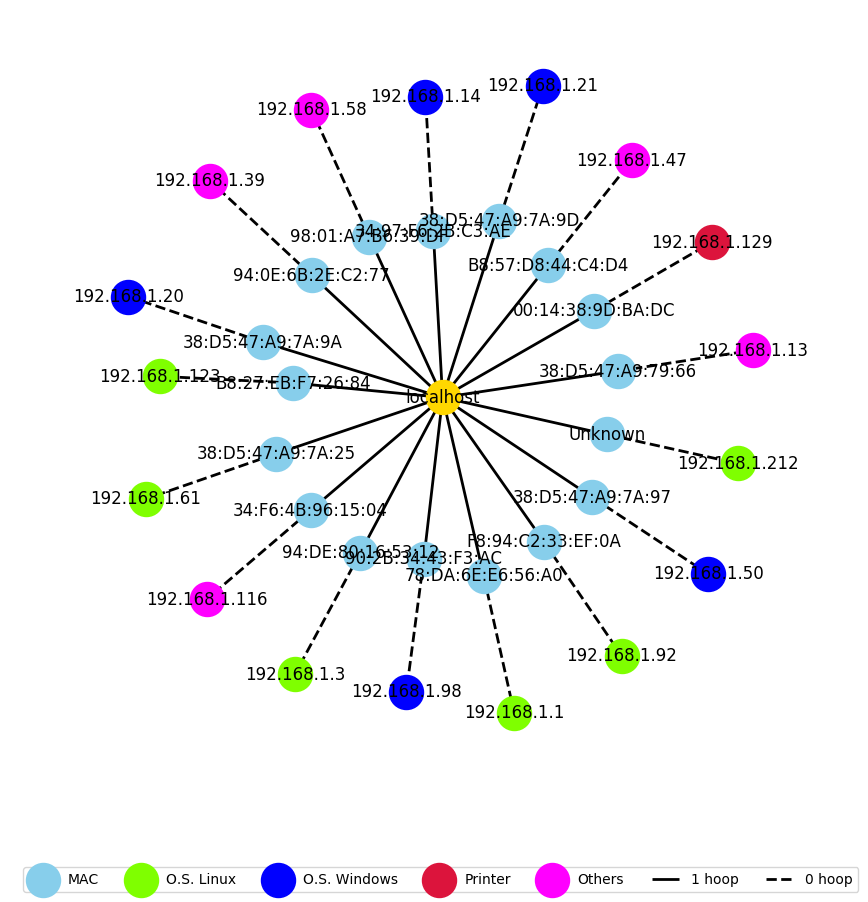 192.168.1.21
192.168.1.14
192.168.1.58
192.168.1.47
192.168.1.39
38:D5:47:A9:7A:9D
34:97:F6:2B:C3:AE
98:01:A7:B6:39:DF
192.168.1.129
B8:57:D8:44:C4:D4
94:0E:6B:2E:C2:77
192.168.1.20
00:14:38:9D:BA:DC
38:D5:47:A9:7A:9A
192.168.1.13
38:D5:47:A9:79:66
192.168.1.123
B8:27:EB:F7:26:84
localhost
Unknown
38:D5:47:A9:7A:25
192.168.1.212
192.168.1.61
38:D5:47:A9:7A:97
34:F6:4B:96:15:04
F8:94:C2:33:EF:0A
94:DE:80:16:53:12
90:2B:34:43:F3:AC
78:DA:6E:E6:56:A0
192.168.1.50
192.168.1.116
192.168.1.92
192.168.1.3
192.168.1.98
192.168.1.1
MAC O.S. Linux O.S. Windows Printer Others 1 hoop 0 hoop